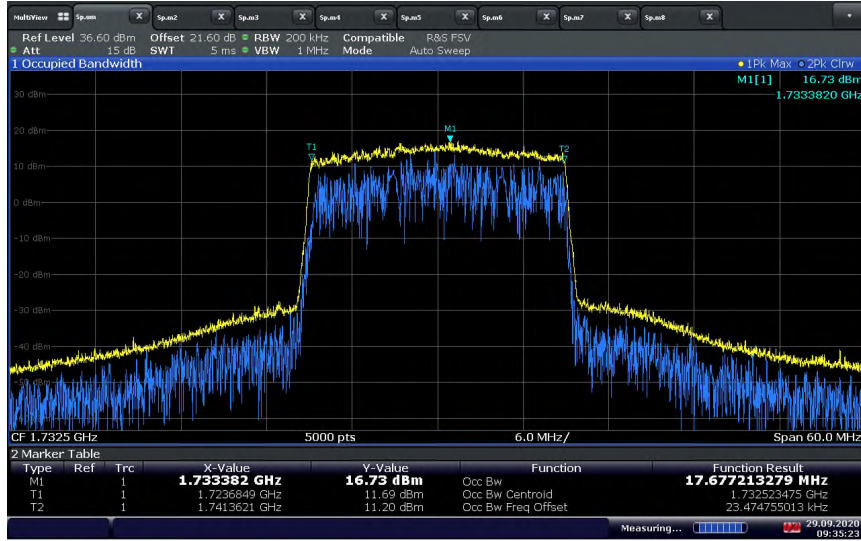 MultiView Sp.um X Sp.m2 X Sp.m3 X Sp.m4 X Sp.m5 X Sp.m6 X Sp.m7 X Sp.m8 X
Ref Level 36.60 dBm Offset 21.60 dB RBW 200 kHz Compatible R&S FSV
Att 15 dB SWT 5 ms VBW 1 MHz Mode Auto Sweep
1 Occupied Bandwidth 1Pk Max 2Pk Clrw
M1[1] 16.73 dBm
1.7333820 GHz
30 dBm
20 dBm
M1
T1
T2
10 dBm
0 dBm
-10 dBm
-20 dBm
-30 dBm
-40 dBm
-50 dBm
CF 1.7325 GHz 5000 pts 6.0 MHz/ Span 60.0 MHz
2 Marker Table
Type Ref Trc X-Value Y-Value Function Function Result
M1 1 1.733382 GHz 16.73 dBm Occ Bw 17.677213279 MHz
T1 1 1.7236849 GHz 11.69 dBm Occ Bw Centroid 1.732523475 GHz
T2 1 1.7413621 GHz 11.20 dBm Occ Bw Freq Offset 23.474755013 kHz
Measuring... 29.09.2020
09:35:23